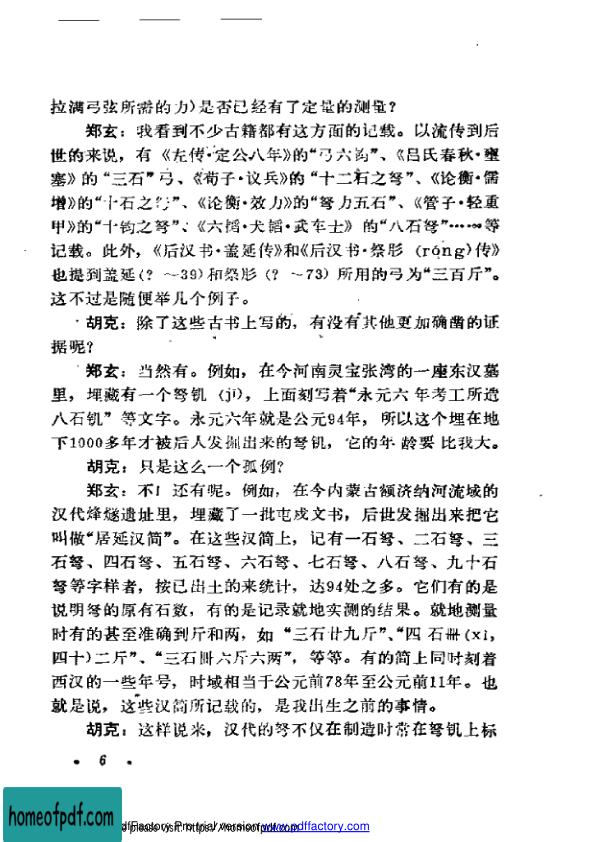 拉满弓弦所需的力)是否已经有了定量的测量?
郑玄:我看到不少古籍都有这方面的记载。以流传到后
世的来说,有《左传·定公八年》的“弓六钧”、《吕氏春秋·壅
塞》的“三石”弓、《荀子·议兵》的“十二石之弩”、《论衡·儒
增》的“十石之弩”、《论衡·效力》的“弩力五石”、《管子·轻重
甲》的“十钧之弩”、《六韬·犬韬·武车士》的“八石弩”……等
记载。此外,《后汉书·盖延传》和《后汉书·祭肜 (róng)传》
也提到盖延(? ~39)和祭肜(? ~73)所用的弓为“三百斤”。
这不过是随便举几个例子。
胡克:除了这些古书上写的,有没有其他更加确凿的证
据呢?
郑玄:当然有。例如,在今河南灵宝张湾的一座东汉墓
里,埋藏有一个弩机 (jī),上面刻写着“永元六年考工所造
八石机”等文字。永元六年就是公元94年,所以这个埋在地
下1000多年才被后人发掘出来的弩机,它的年龄要比我大。
胡克:只是这么一个孤例?
郑玄:不!还有呢。例如,在今内蒙古额济纳河流域的
汉代烽燧遗址里,埋藏了一批屯戍文书,后世发掘出来把它
叫做“居延汉简”。在这些汉简上,记有一石弩、二石弩、三
石弩、四石弩、五石弩、六石弩、七石弩、八石弩、九十石
弩等字样者,按已出土的来统计,达94处之多。它们有的是
说明弩的原有石数,有的是记录就地实测的结果。就地测量
时有的甚至准确到斤和两,如“三石廿九斤”、“四石卌(xì,
四十)二斤”、“三石卌六斤六两”,等等。有的简上同时刻着
西汉的一些年号,时域相当于公元前78年至公元前11年。也
就是说,这些汉简所记载的,是我出生之前的事情。
胡克:这样说来,汉代的弩不仅在制造时常在弩机上标
· 6 ·
homeofpdf.com
pdfFactory Pro trial version www.pdffactory.com
please visit: https://homeofpdf.com